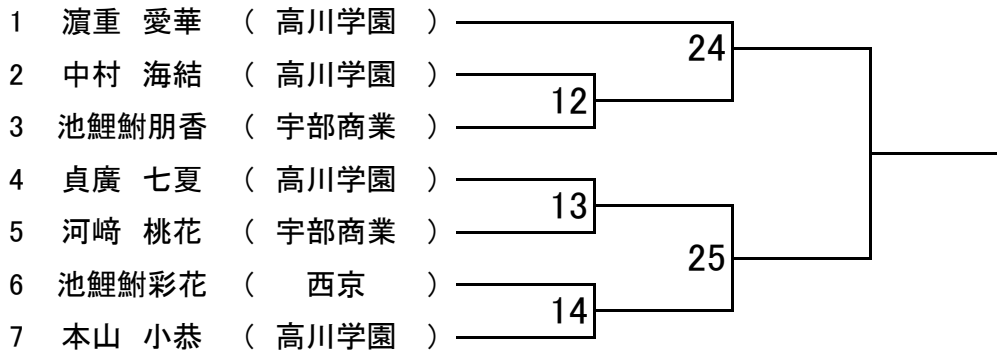 1 濵重 愛華 ( 高川学園 )
24
2 中村 海結 ( 高川学園 )
12
3 池鯉鮒朋香 ( 宇部商業 )
4 貞廣 七夏 ( 高川学園 )
13
5 河﨑 桃花 ( 宇部商業 )
25
6 池鯉鮒彩花 ( 西京 )
14
7 本山 小恭 ( 高川学園 )